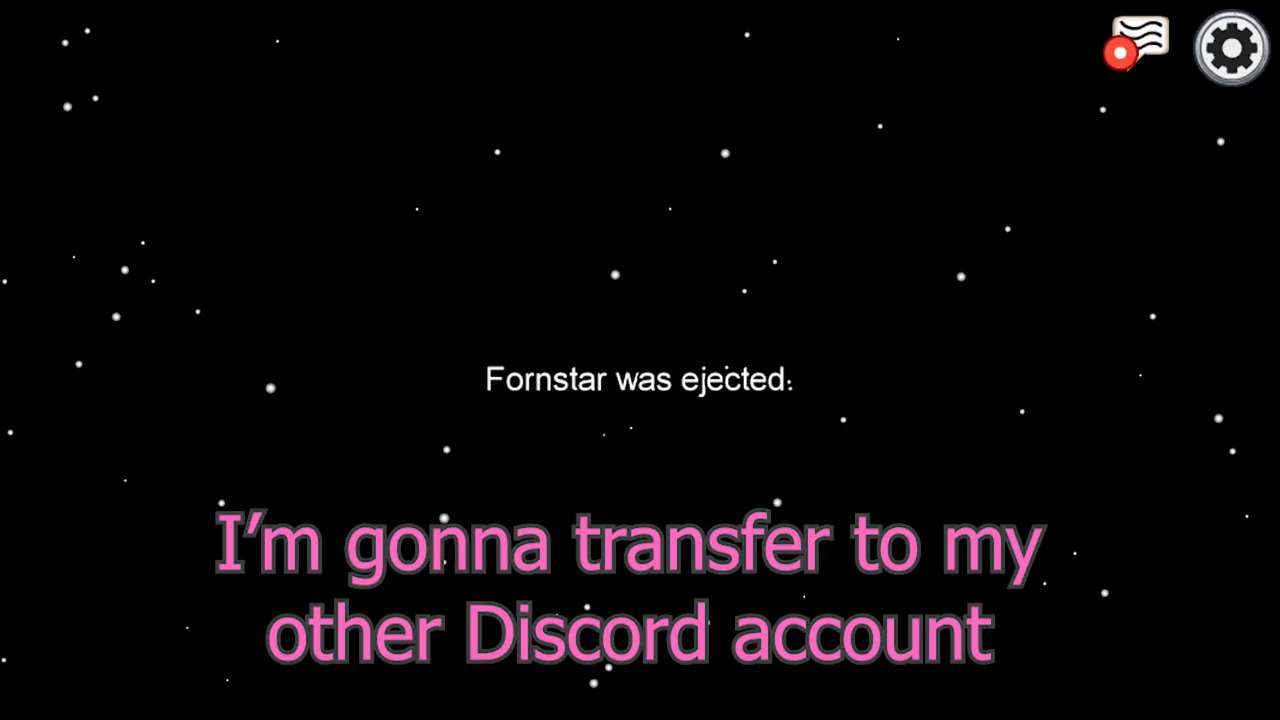 Fornstar was ejected.
I’m gonna transfer to my
other Discord account